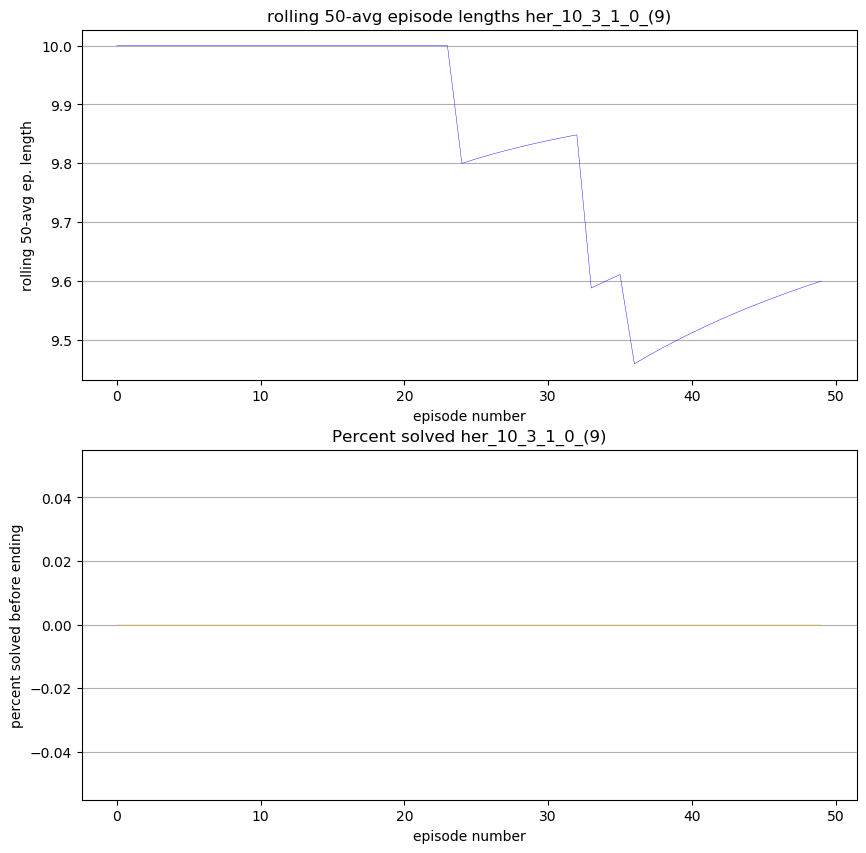 rolling 50-avg episode lengths her_10_3_1_0_(9)
rolling 50-avg ep. length
10.0
9.9
9.8
9.7
9.6
9.5
0 10 20 30 40 50
episode number
Percent solved her_10_3_1_0_(9)
percent solved before ending
0.04
0.02
0.00
−0.02
−0.04
0 10 20 30 40 50
episode number